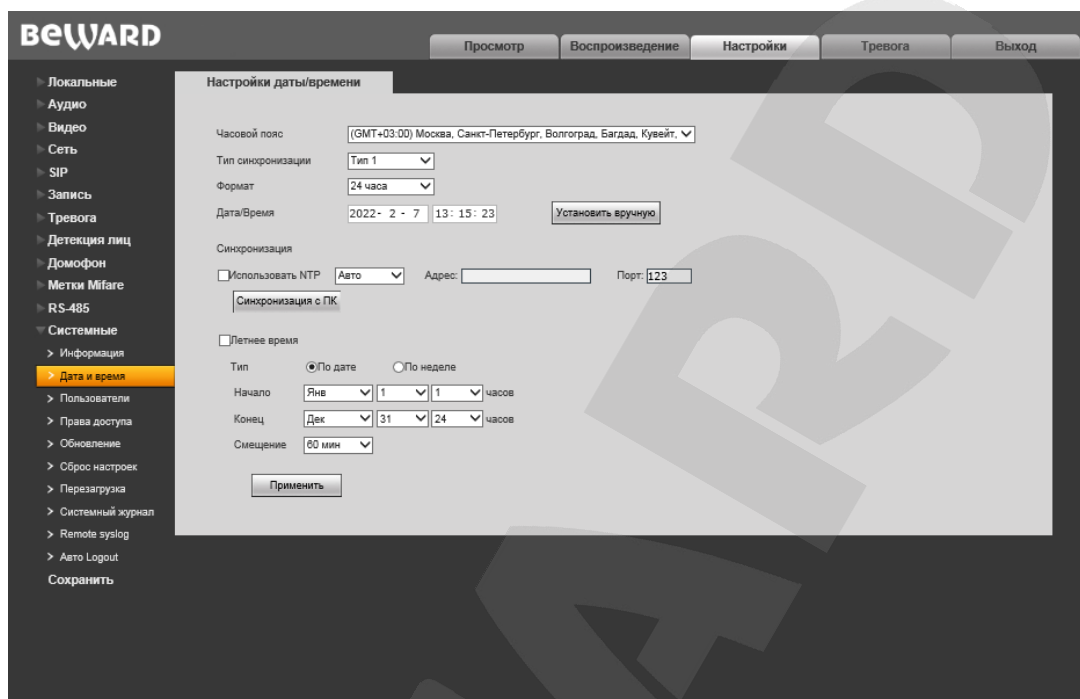 BEWARD
Просмотр Воспроизведение Настройки Тревога Выход
Локальные
Аудио
Видео
Сеть
SIP
Запись
Тревога
Детекция лиц
Домофон
Метки Mifare
RS-485
Системные
Информация
Дата и время
Пользователи
Права доступа
Обновление
Сброс настроек
Перезагрузка
Системный журнал
Remote syslog
Авто Logout
Сохранить
Настройки даты/времени
Часовой пояс (GMT+03:00) Москва, Санкт-Петербург, Волгоград, Багдад, Кувейт,
Тип синхронизации Тип 1
Формат 24 часа
Дата/Время 2022- 2 - 7 13: 15: 23 Установить вручную
Синхронизация
Использовать NTP Авто Адрес: Порт: 123
Синхронизация с ПК
Летнее время
Тип По дате По неделе
Начало Янв 1 1 часов
Конец Дек 31 24 часов
Смещение 60 мин
Применить